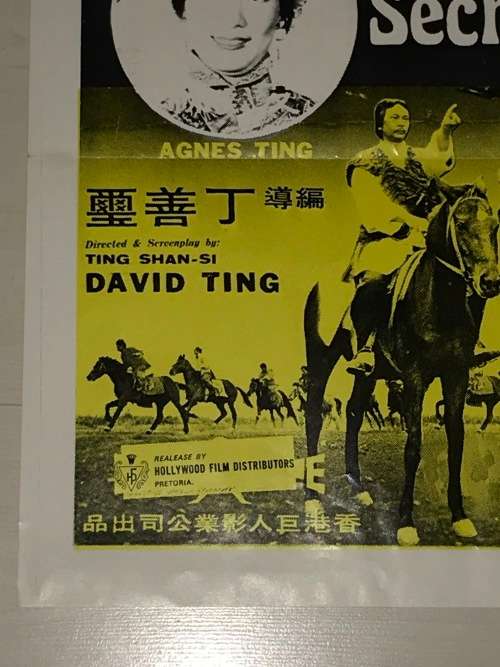 Secr
AGNES TING
編導 丁善璽
Directed & Screenplay by:
TING SHAN-SI
DAVID TING
REALEASE BY
HOLLYWOOD FILM DISTRIBUTORS
PRETORIA.
香港巨人影業公司出品